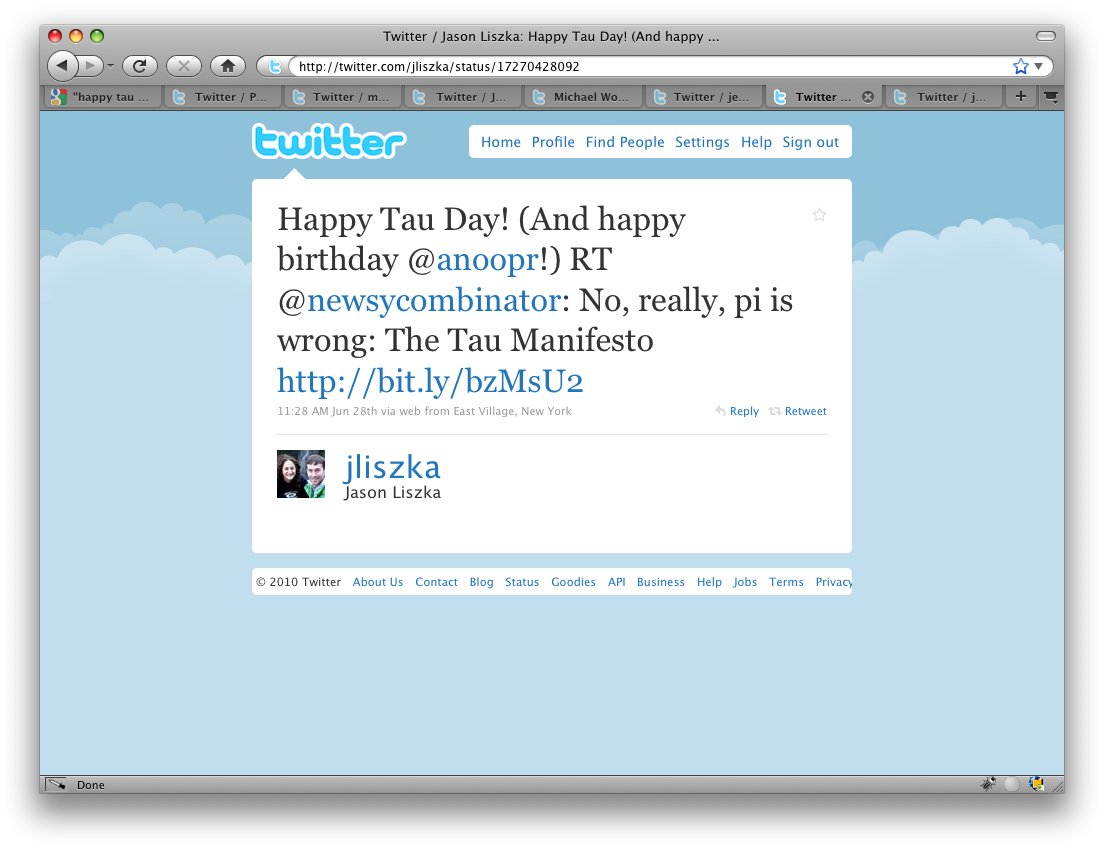 Twitter / Jason Liszka: Happy Tau Day! (And happy ...
http://twitter.com/jliszka/status/17270428092
"happy tau ... Twitter / P... Twitter / m... Twitter / J... Michael Wo... Twitter / je... Twitter ... Twitter / j...
twitter Home Profile Find People Settings Help Sign out
Happy Tau Day! (And happy
birthday @anoopr!) RT
@newsycombinator: No, really, pi is
wrong: The Tau Manifesto
http://bit.ly/bzMsU2
11:28 AM Jun 28th via web from East Village, New York Reply Retweet
jliszka
Jason Liszka
© 2010 Twitter About Us Contact Blog Status Goodies API Business Help Jobs Terms Privacy
Done